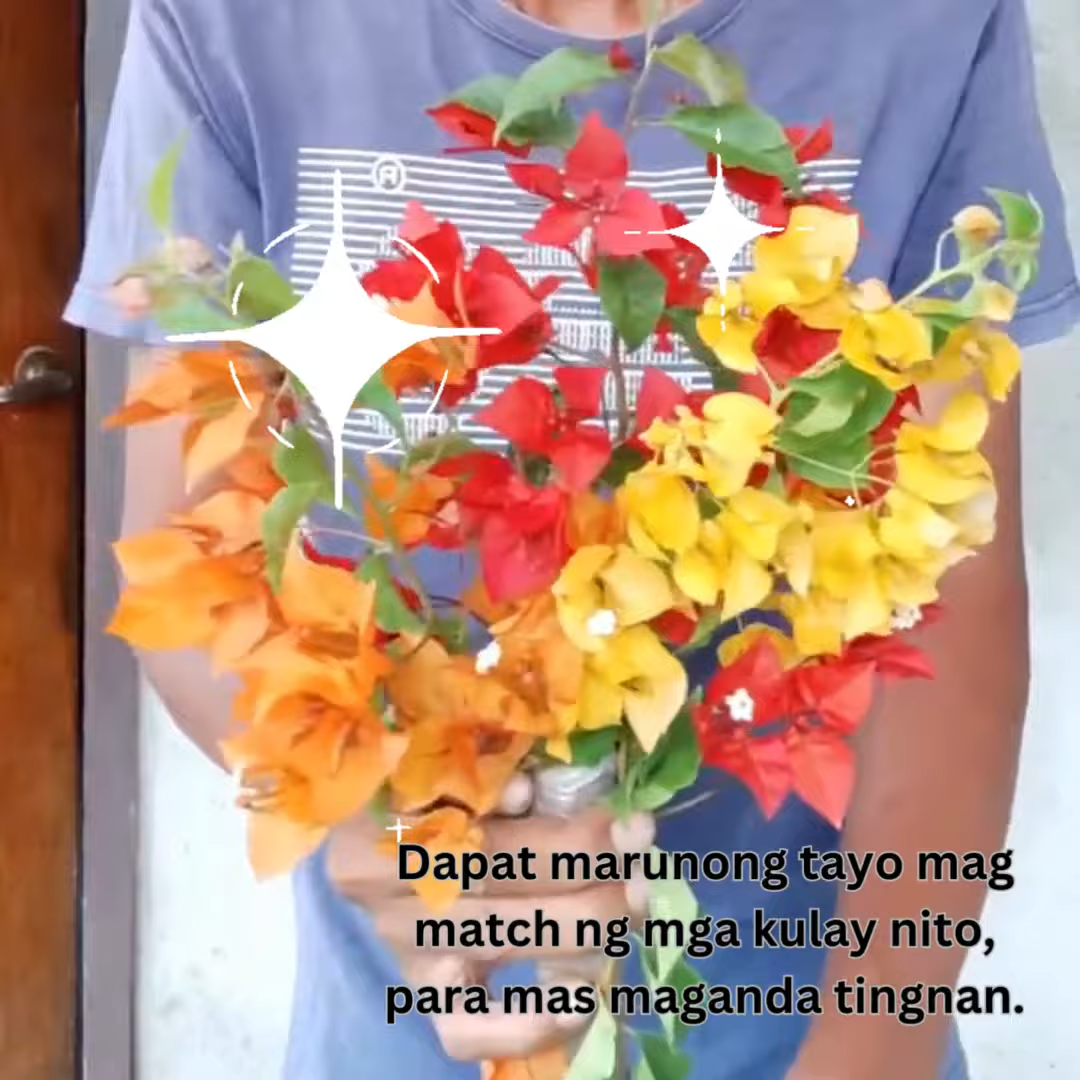 Dapat marunong tayo mag
match ng mga kulay nito,
para mas maganda tingnan.